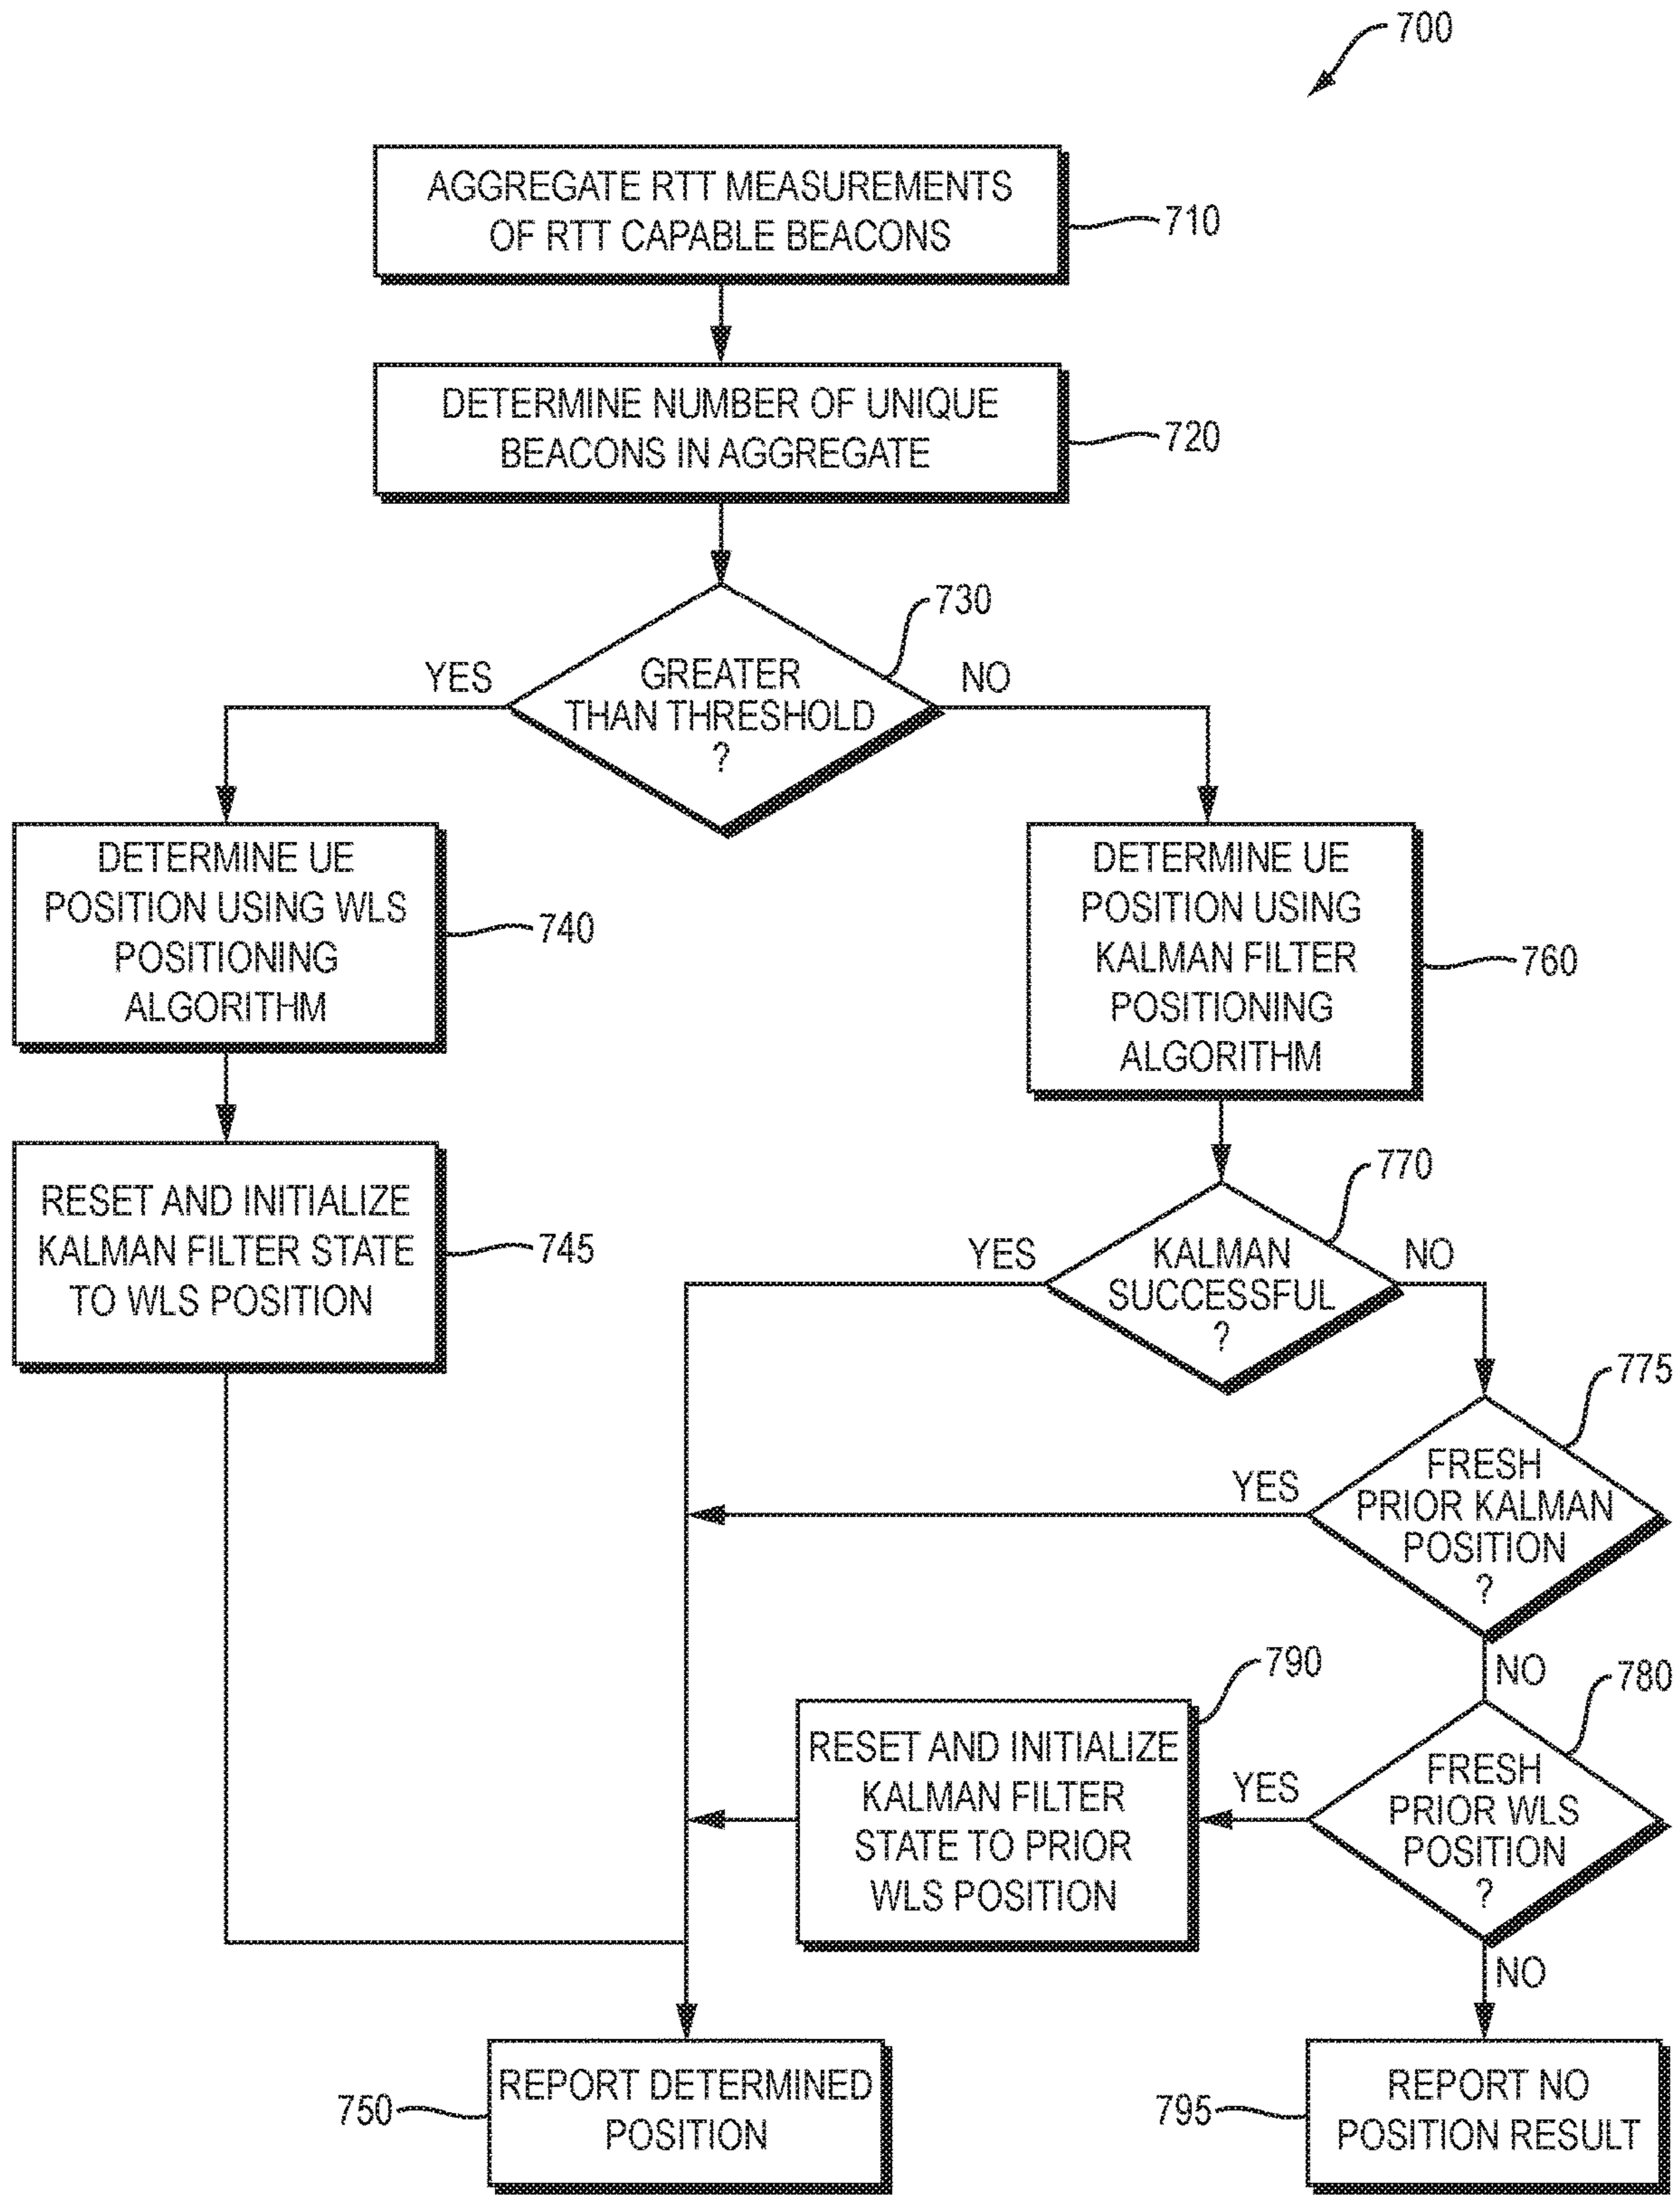 700
AGGREGATE RTT MEASUREMENTS
OF RTT CAPABLE BEACONS
710
DETERMINE NUMBER OF UNIQUE
BEACONS IN AGGREGATE
720
730
GREATER
THAN THRESHOLD
?
YES
NO
DETERMINE UE
POSITION USING WLS
POSITIONING
ALGORITHM
740
DETERMINE UE
POSITION USING
KALMAN FILTER
POSITIONING
ALGORITHM
760
RESET AND INITIALIZE
KALMAN FILTER STATE
TO WLS POSITION
745
770
KALMAN
SUCCESSFUL
?
YES
NO
775
FRESH
PRIOR KALMAN
POSITION
?
YES
NO
780
FRESH
PRIOR WLS
POSITION
?
YES
NO
790
RESET AND INITIALIZE
KALMAN FILTER
STATE TO PRIOR
WLS POSITION
REPORT DETERMINED
POSITION
750
REPORT NO
POSITION RESULT
795